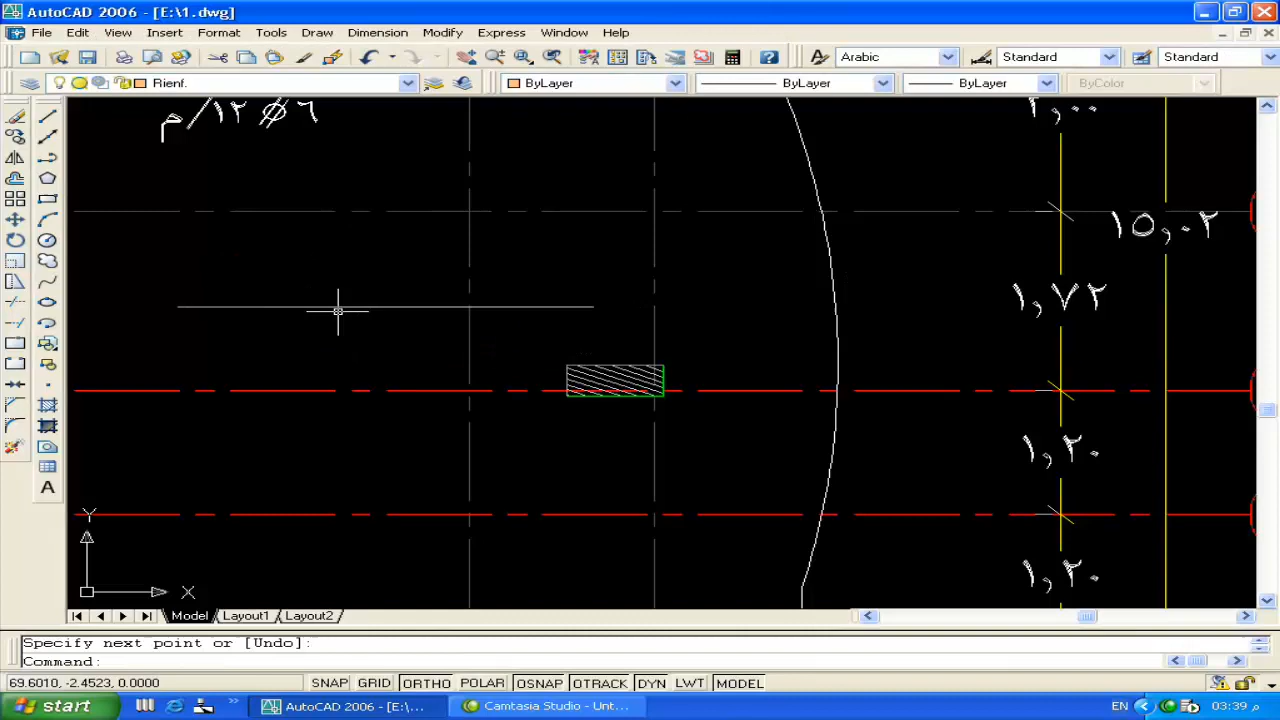 AutoCAD 2006 - [E:\1.dwg]
File Edit View Insert Format Tools Draw Dimension Modify Express Window Help
Arabic Standard Standard
Rienf. ByLayer ByLayer ByLayer ByColor
٦ ⌀ ١٢/م
٢,٠٠
١٥,٠٢
١,٧٢
١,٢٠
١,٢٠
Y
X
Model Layout1 Layout2
Specify next point or [Undo]:
Command:
69.6010, -2.4523, 0.0000 SNAP GRID ORTHO POLAR OSNAP OTRACK DYN LWT MODEL
start AutoCAD 2006 - [E:\... Camtasia Studio - Unt... EN 03:39 م
A